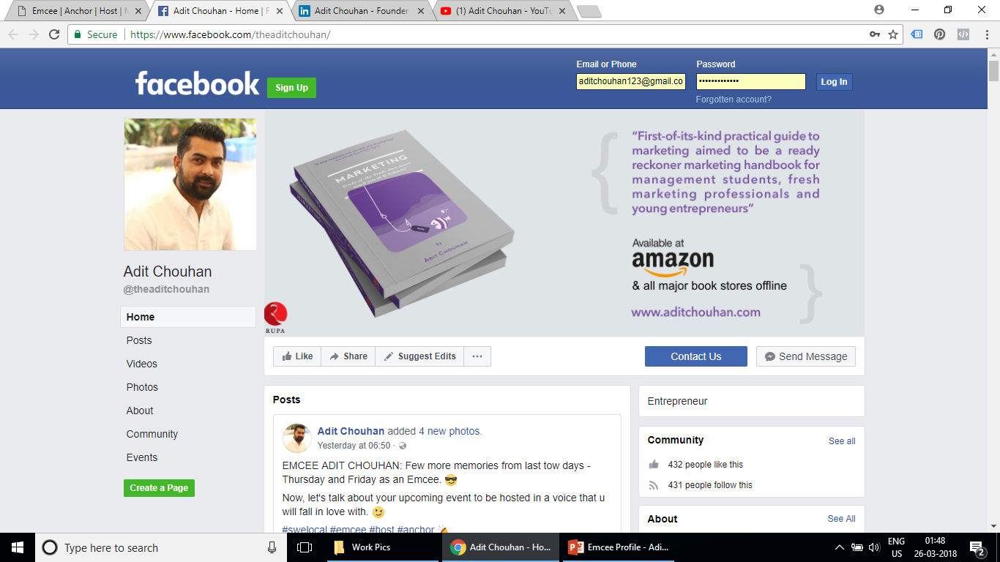 Emcee | Anchor | Host | M
Adit Chouhan - Home | F
Adit Chouhan - Founder
(1) Adit Chouhan - YouTu
Secure
https://www.facebook.com/theaditchouhan/
facebook
Sign Up
Email or Phone
Password
aditchouhan123@gmail.co
•••••••••••••
Log In
Forgotten account?
Adit Chouhan
@theaditchouhan
Home
Posts
Videos
Photos
About
Community
Events
Create a Page
MARKETING
by
ADIT CHOUHAN
RUPA
“First-of-its-kind practical guide to
marketing aimed to be a ready
reckoner marketing handbook for
management students, fresh
marketing professionals and
young entrepreneurs”
Available at
amazon
& all major book stores offline
www.aditchouhan.com
Like
Share
Suggest Edits
Contact Us
Send Message
Posts
Adit Chouhan added 4 new photos.
Yesterday at 06:50 ·
EMCEE ADIT CHOUHAN: Few more memories from last tow days -
Thursday and Friday as an Emcee. 😎
Now, let's talk about your upcoming event to be hosted in a voice that u
will fall in love with. 😉
#swelocal #emcee #host #anchor
Entrepreneur
Community
See all
432 people like this
431 people follow this
About
See All
Type here to search
Work Pics
Adit Chouhan - Ho...
Emcee Profile - Adi...
ENG
US
01:48
26-03-2018
2